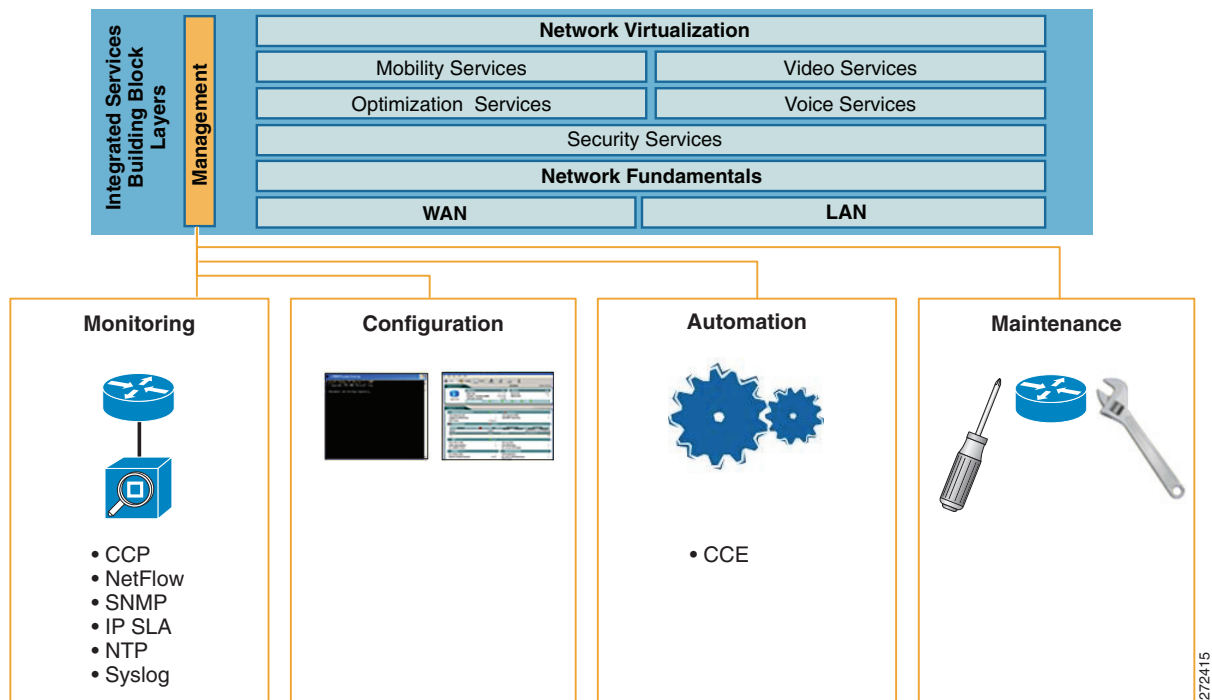 Integrated Services
Building Block
Layers
Management
Network Virtualization
Mobility Services
Video Services
Optimization Services
Voice Services
Security Services
Network Fundamentals
WAN
LAN
Monitoring
• CCP
• NetFlow
• SNMP
• IP SLA
• NTP
• Syslog
Configuration
Automation
• CCE
Maintenance
272415